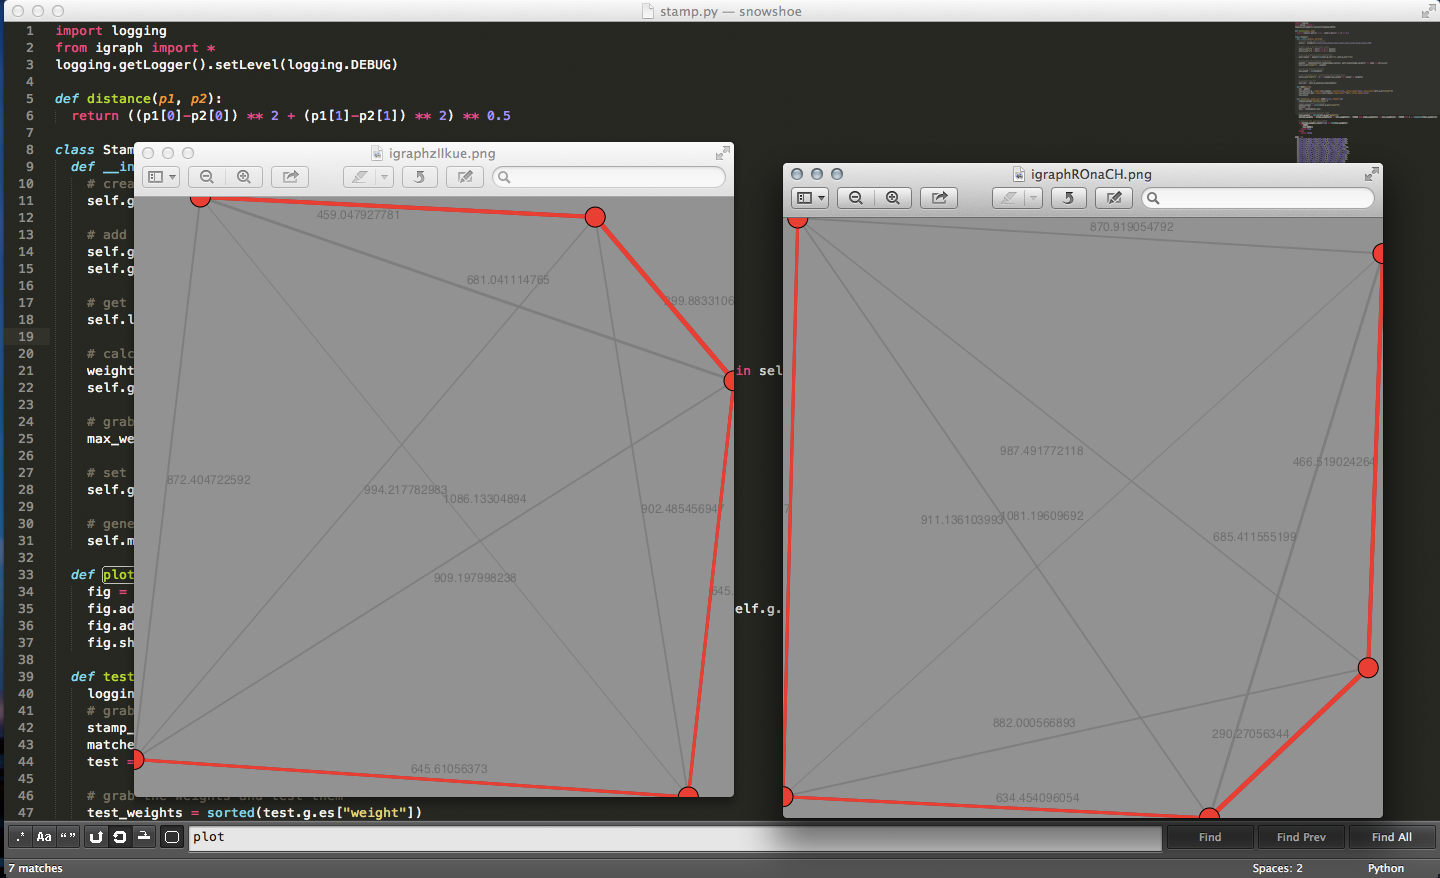 stamp.py — snowshoe
1 import logging
2 from igraph import *
3 logging.getLogger().setLevel(logging.DEBUG)
4
5 def distance(p1, p2):
6 return ((p1[0]-p2[0]) ** 2 + (p1[1]-p2[1]) ** 2) ** 0.5
7
8 class Stam
9 def __in
10 # crea
11 self.g
12
13 # add
14 self.g
15 self.g
16
17 # get
18 self.l
19
20 # calc
21 weight in sel
22 self.g
23
24 # grab
25 max_we
26
27 # set
28 self.g
29
30 # gene
31 self.m
32
33 def plot
34 fig =
35 fig.ad elf.g.
36 fig.ad
37 fig.sh
38
39 def test
40 loggin
41 # grab
42 stamp_
43 matche
44 test =
45
46 # grab the weights and test them
47 test_weights = sorted(test.g.es["weight"])
igraphzllkue.png
459.047927781
681.041114765
299.8833106
872.404722592
994.217782983
1086.13304894
902.485456947
909.197998238
645.
645.61056373
igraphROnaCH.png
870.919054792
987.491772118
466.519024264
911.136103993
1081.19609692
685.411555199
882.000566893
290.27056344
634.454096054
.* Aa “ ”
plot
Find Find Prev Find All
7 matches
Spaces: 2 Python